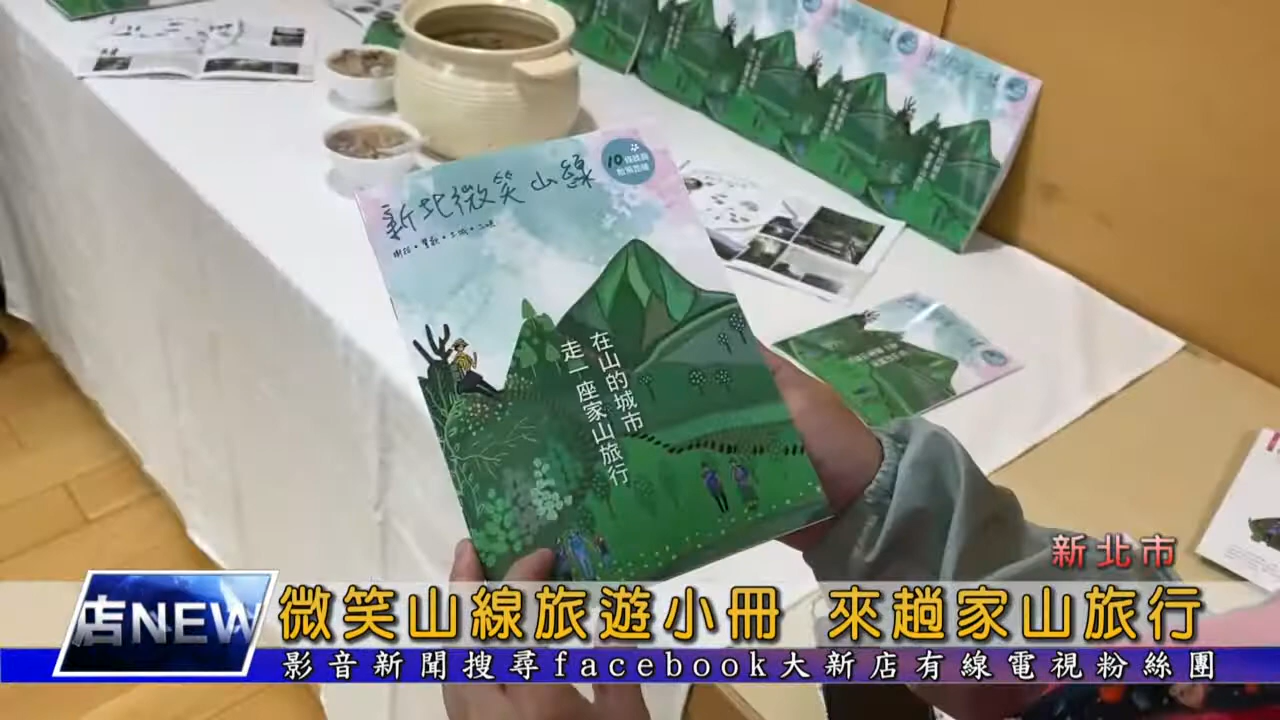 新北微笑山線
10
在山的城市
走一座家山旅行
新北市
店NEW
微笑山線旅遊小冊 來趟家山旅行
影音新聞搜尋facebook大新店有線電視粉絲團